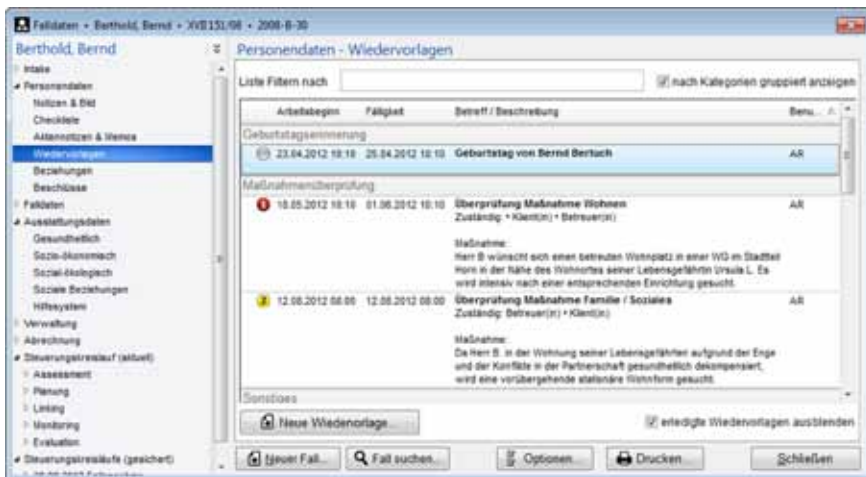 Falldaten • Berthold, Bernd • XVII 151/08 • 2008-B-30
Berthold, Bernd
Intake
Personendaten
Notizen & Bild
Checkliste
Aktennotizen & Memos
Wiedervorlagen
Beziehungen
Beschlüsse
Falldaten
Ausstattungsdaten
Gesundheitlich
Sozio-ökonomisch
Sozial-ökologisch
Soziale Beziehungen
Hilfesystem
Verwaltung
Abrechnung
Steuerungskreislauf (aktuell)
Assessment
Planung
Linking
Monitoring
Evaluation
Steuerungskreisläufe (gesichert)
Personendaten - Wiedervorlagen
Liste Filtern nach
nach Kategorien gruppiert anzeigen
Arbeitsbeginn Fälligkeit Betreff / Beschreibung Benu...
Geburtstagserinnerung
23.04.2012 10:10 25.04.2012 10:10 Geburtstag von Bernd Bertuch AR
Maßnahmenüberprüfung
1 18.05.2012 10:10 01.06.2012 10:10 Überprüfung Maßnahme Wohnen AR
Zuständig: • Klient(in) • Betreuer(in)
Maßnahme:
Herr B wünscht sich einen betreuten Wohnplatz in einer WG im Stadtteil
Horn in der Nähe des Wohnortes seiner Lebensgefährtin Ursula L. Es
wird intensiv nach einer entsprechenden Einrichtung gesucht.
2 12.08.2012 08:00 12.08.2012 08:00 Überprüfung Maßnahme Familie / Soziales AR
Zuständig: Betreuer(in) • Klient(in)
Maßnahme:
Da Herr B. in der Wohnung seiner Lebensgefährten aufgrund der Enge
und der Konflikte in der Partnerschaft gesundheitlich dekompensiert,
wird eine vorübergehende stationäre Wohnform gesucht.
Sonstiges
Neue Wiedervorlage...
erledigte Wiedervorlagen ausblenden
Neuer Fall... Fall suchen... Optionen... Drucken... Schließen